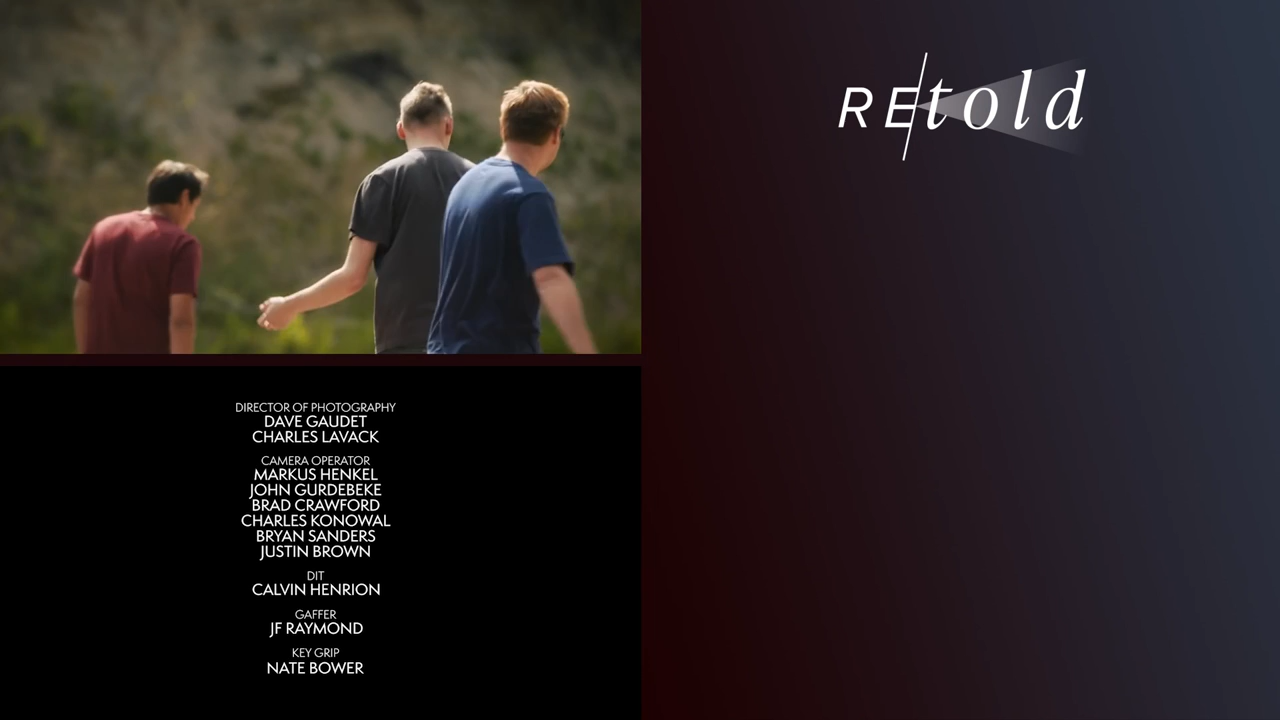 REtold
DIRECTOR OF PHOTOGRAPHY
DAVE GAUDET
CHARLES LAVACK
CAMERA OPERATOR
MARKUS HENKEL
JOHN GURDEBEKE
BRAD CRAWFORD
CHARLES KONOWAL
BRYAN SANDERS
JUSTIN BROWN
DIT
CALVIN HENRION
GAFFER
JF RAYMOND
KEY GRIP
NATE BOWER